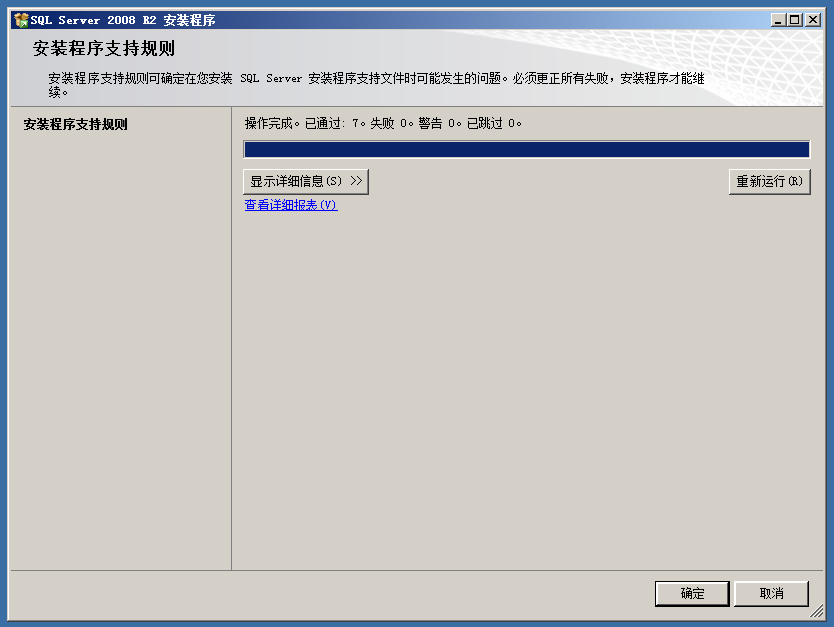 SQL Server 2008 R2 安装程序
安装程序支持规则
安装程序支持规则可确定在您安装 SQL Server 安装程序支持文件时可能发生的问题。必须更正所有失败，安装程序才能继
续。
安装程序支持规则
操作完成。已通过: 7。失败 0。警告 0。已跳过 0。
显示详细信息(S) >>
重新运行(R)
查看详细报表(V)
确定
取消